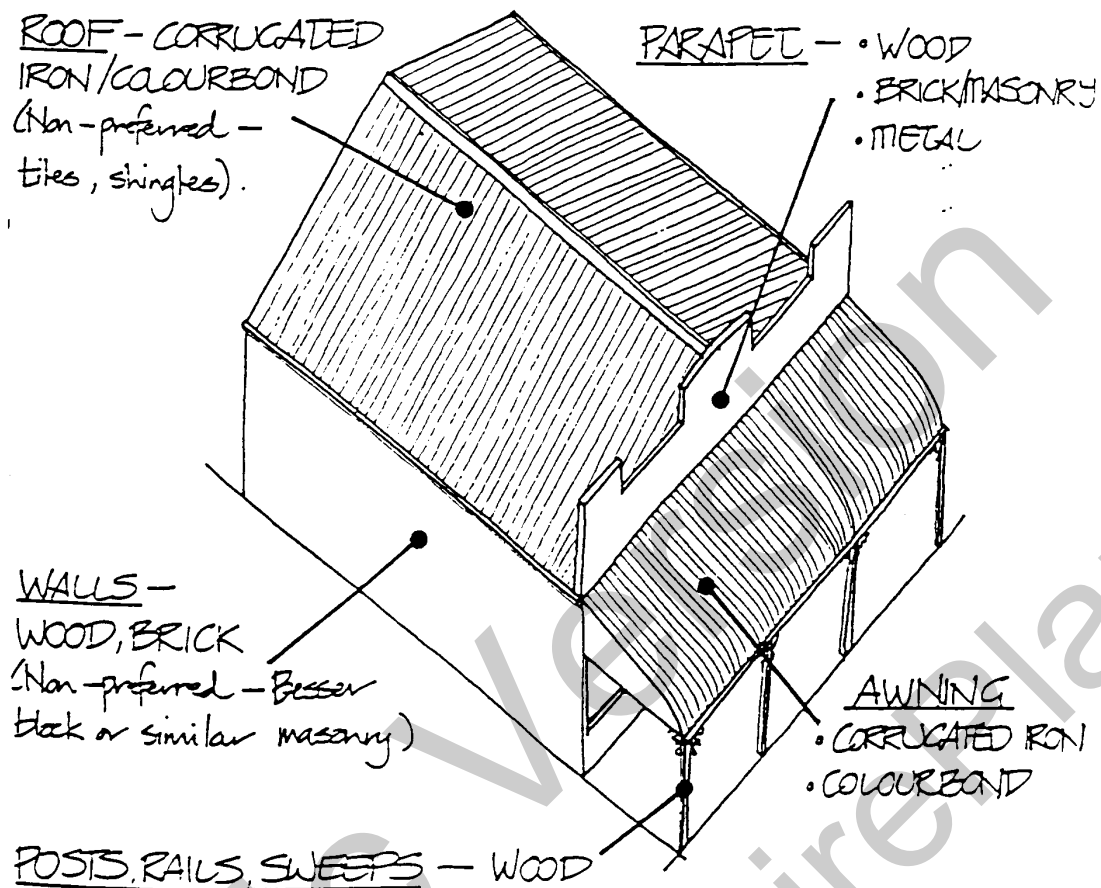 ROOF - CORRUGATED
IRON/COLOURBOND
(Non-preferred -
tiles, shingles).
PARAPET - • WOOD
• BRICK/MASONRY
• METAL
WALLS -
WOOD, BRICK
(Non-preferred - Besser
block or similar masonry)
AWNING
• CORRUGATED IRON
• COLOURBOND
POSTS, RAILS, SWEEPS - WOOD
Version